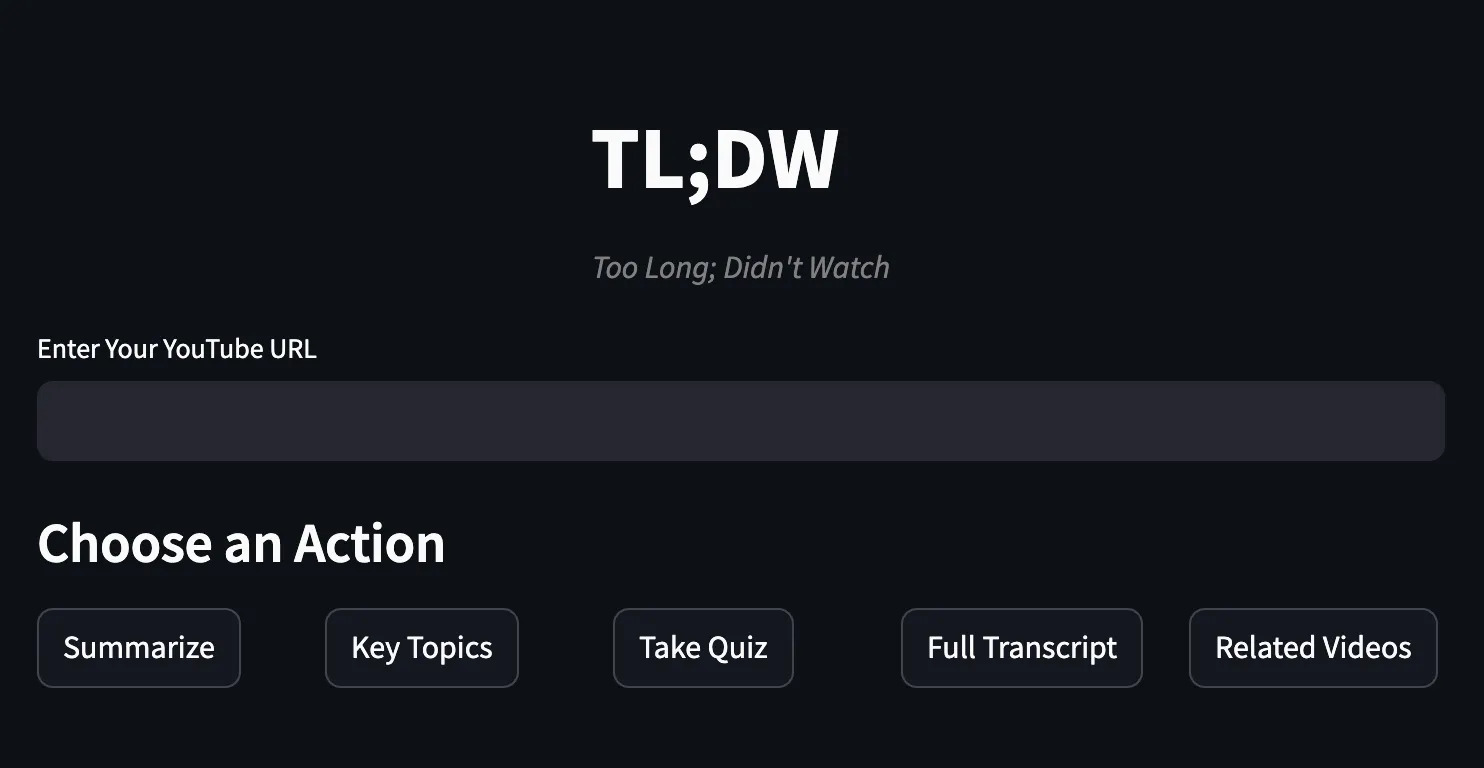 TL;DW
Too Long; Didn't Watch
Enter Your YouTube URL
Choose an Action
Summarize
Key Topics
Take Quiz
Full Transcript
Related Videos